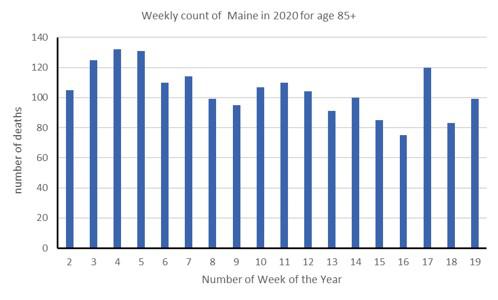 Weekly count of  Maine in 2020 for age 85+
140
120
100
80
60
40
20
0
number of deaths
2 3 4 5 6 7 8 9 10 11 12 13 14 15 16 17 18 19
Number of Week of the Year